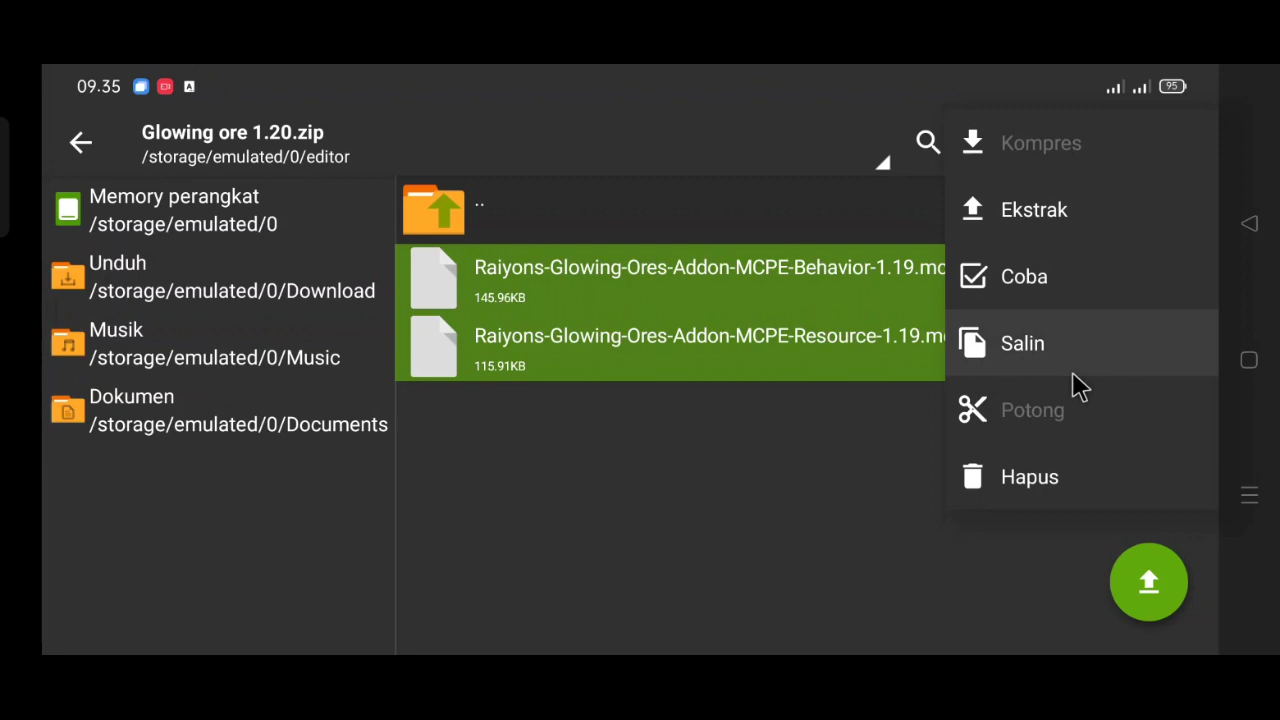 09.35
95
Glowing ore 1.20.zip
/storage/emulated/0/editor
Memory perangkat
/storage/emulated/0
Unduh
/storage/emulated/0/Download
Musik
/storage/emulated/0/Music
Dokumen
/storage/emulated/0/Documents
..
Raiyons-Glowing-Ores-Addon-MCPE-Behavior-1.19.mc
145.96KB
Raiyons-Glowing-Ores-Addon-MCPE-Resource-1.19.m
115.91KB
Kompres
Ekstrak
Coba
Salin
Potong
Hapus